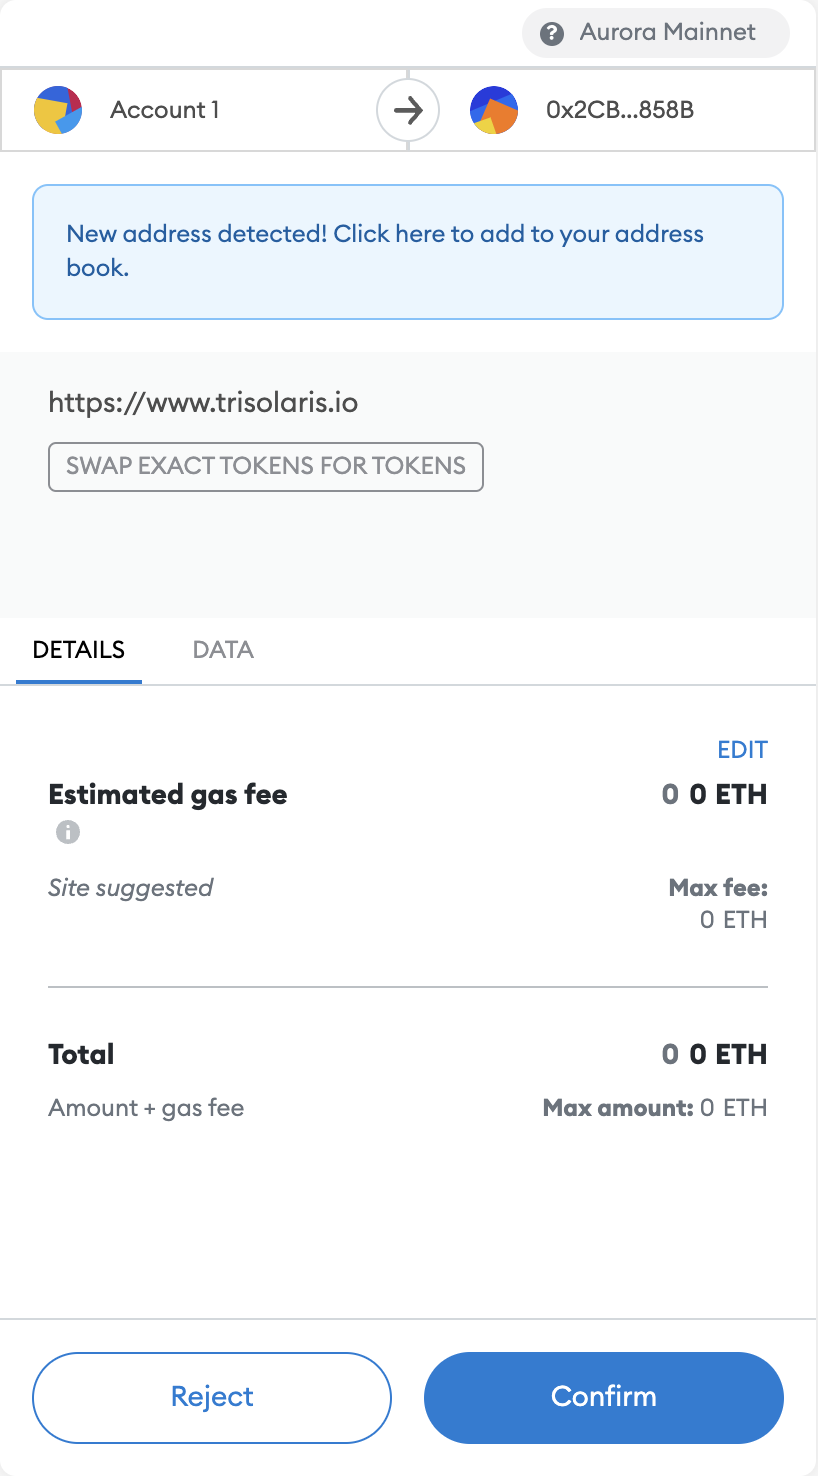 Aurora Mainnet
Account 1
0x2CB...858B
New address detected! Click here to add to your address
book.
https://www.trisolaris.io
SWAP EXACT TOKENS FOR TOKENS
DETAILS
DATA
EDIT
Estimated gas fee
0 0 ETH
Site suggested
Max fee:
0 ETH
Total
0 0 ETH
Amount + gas fee
Max amount: 0 ETH
Reject
Confirm